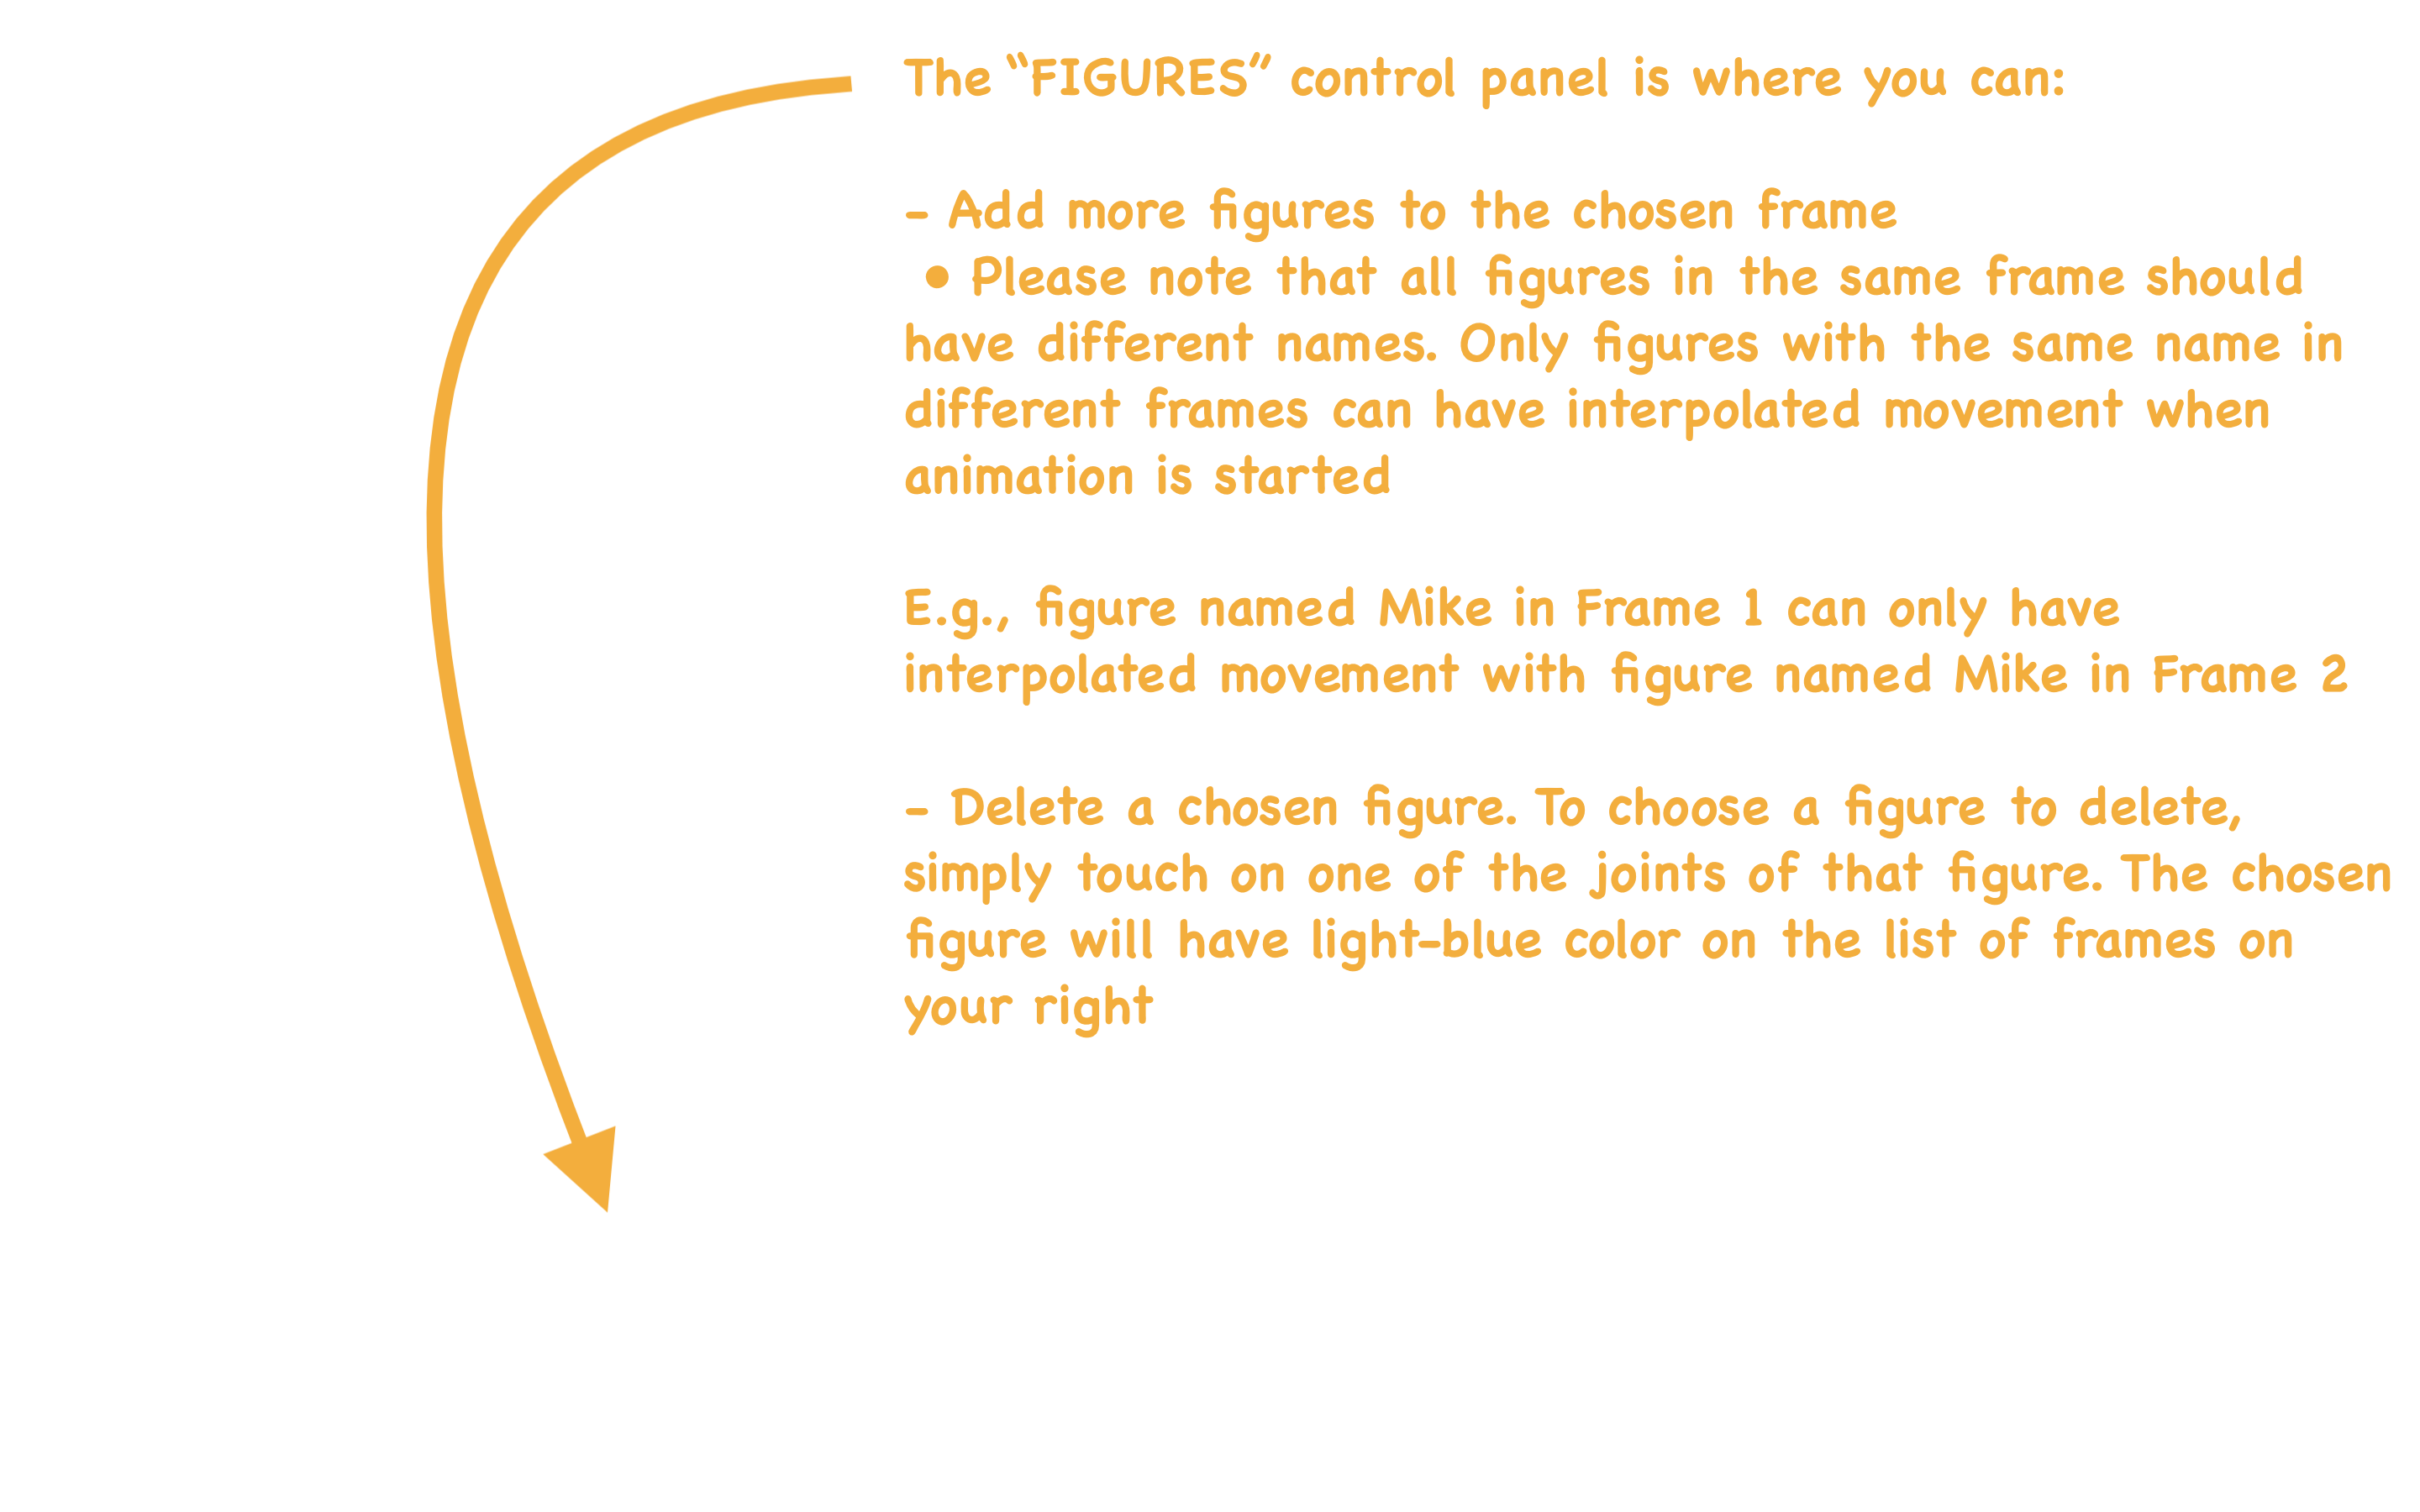 The “FIGURES” control panel is where you can:
- Add more figures to the chosen frame
• Please note that all figures in the same frame should
have different names. Only figures with the same name in
different frames can have interpolated movement when
animation is started
E.g., figure named Mike in Frame 1 can only have
interpolated movement with figure named Mike in Frame 2
- Delete a chosen figure. To choose a figure to delete,
simply touch on one of the joints of that figure. The chosen
figure will have light-blue color on the list of frames on
your right